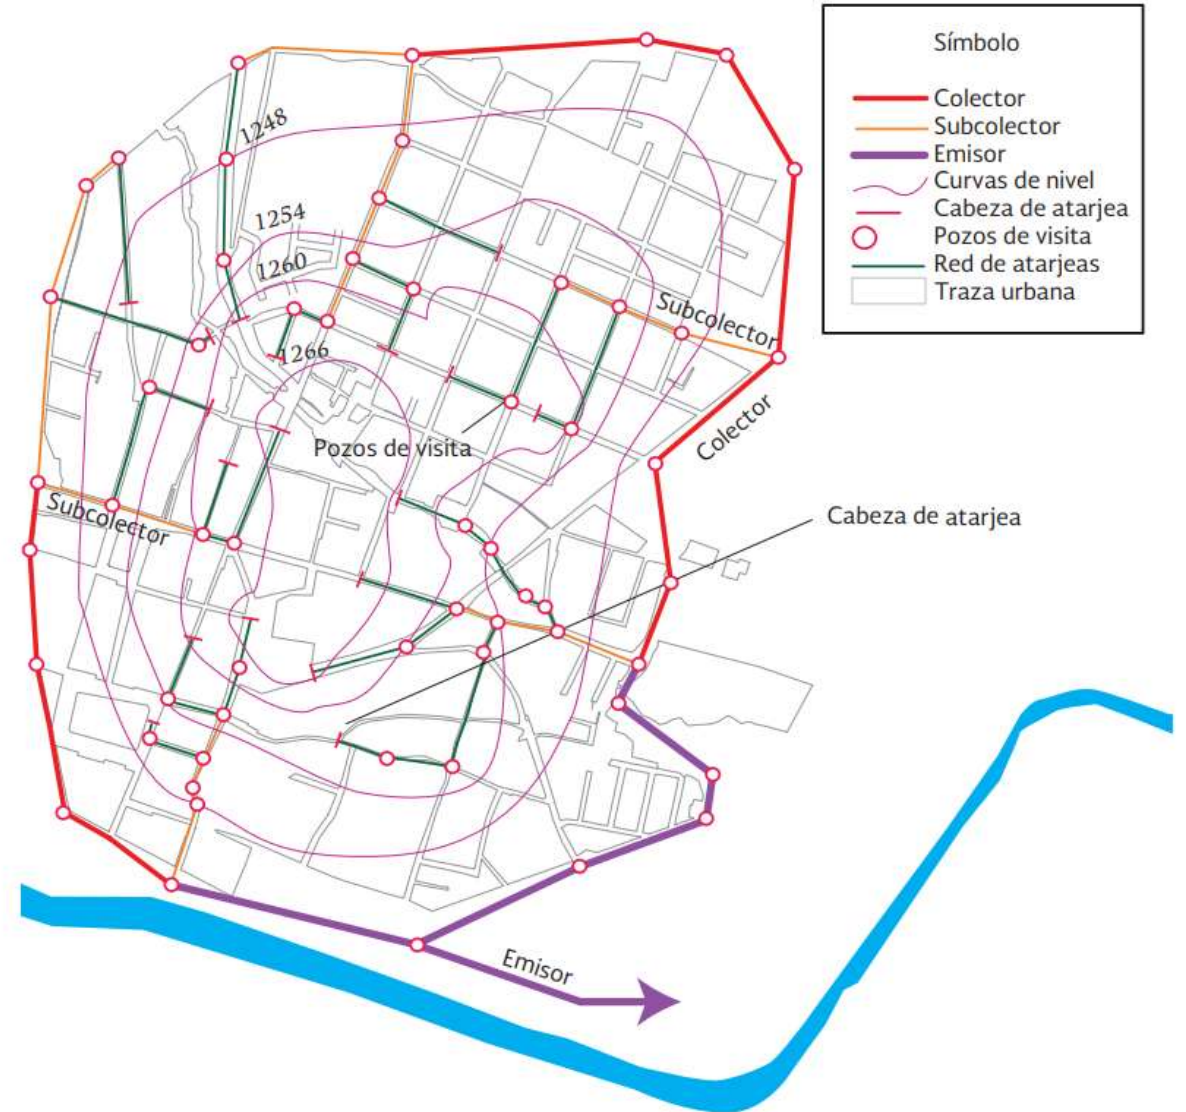 Símbolo
Colector
Subcolector
Emisor
Curvas de nivel
Cabeza de atarjea
Pozos de visita
Red de atarjeas
Traza urbana
1248
1254
1260
1266
Subcolector
Colector
Pozos de visita
Subcolector
Cabeza de atarjea
Emisor